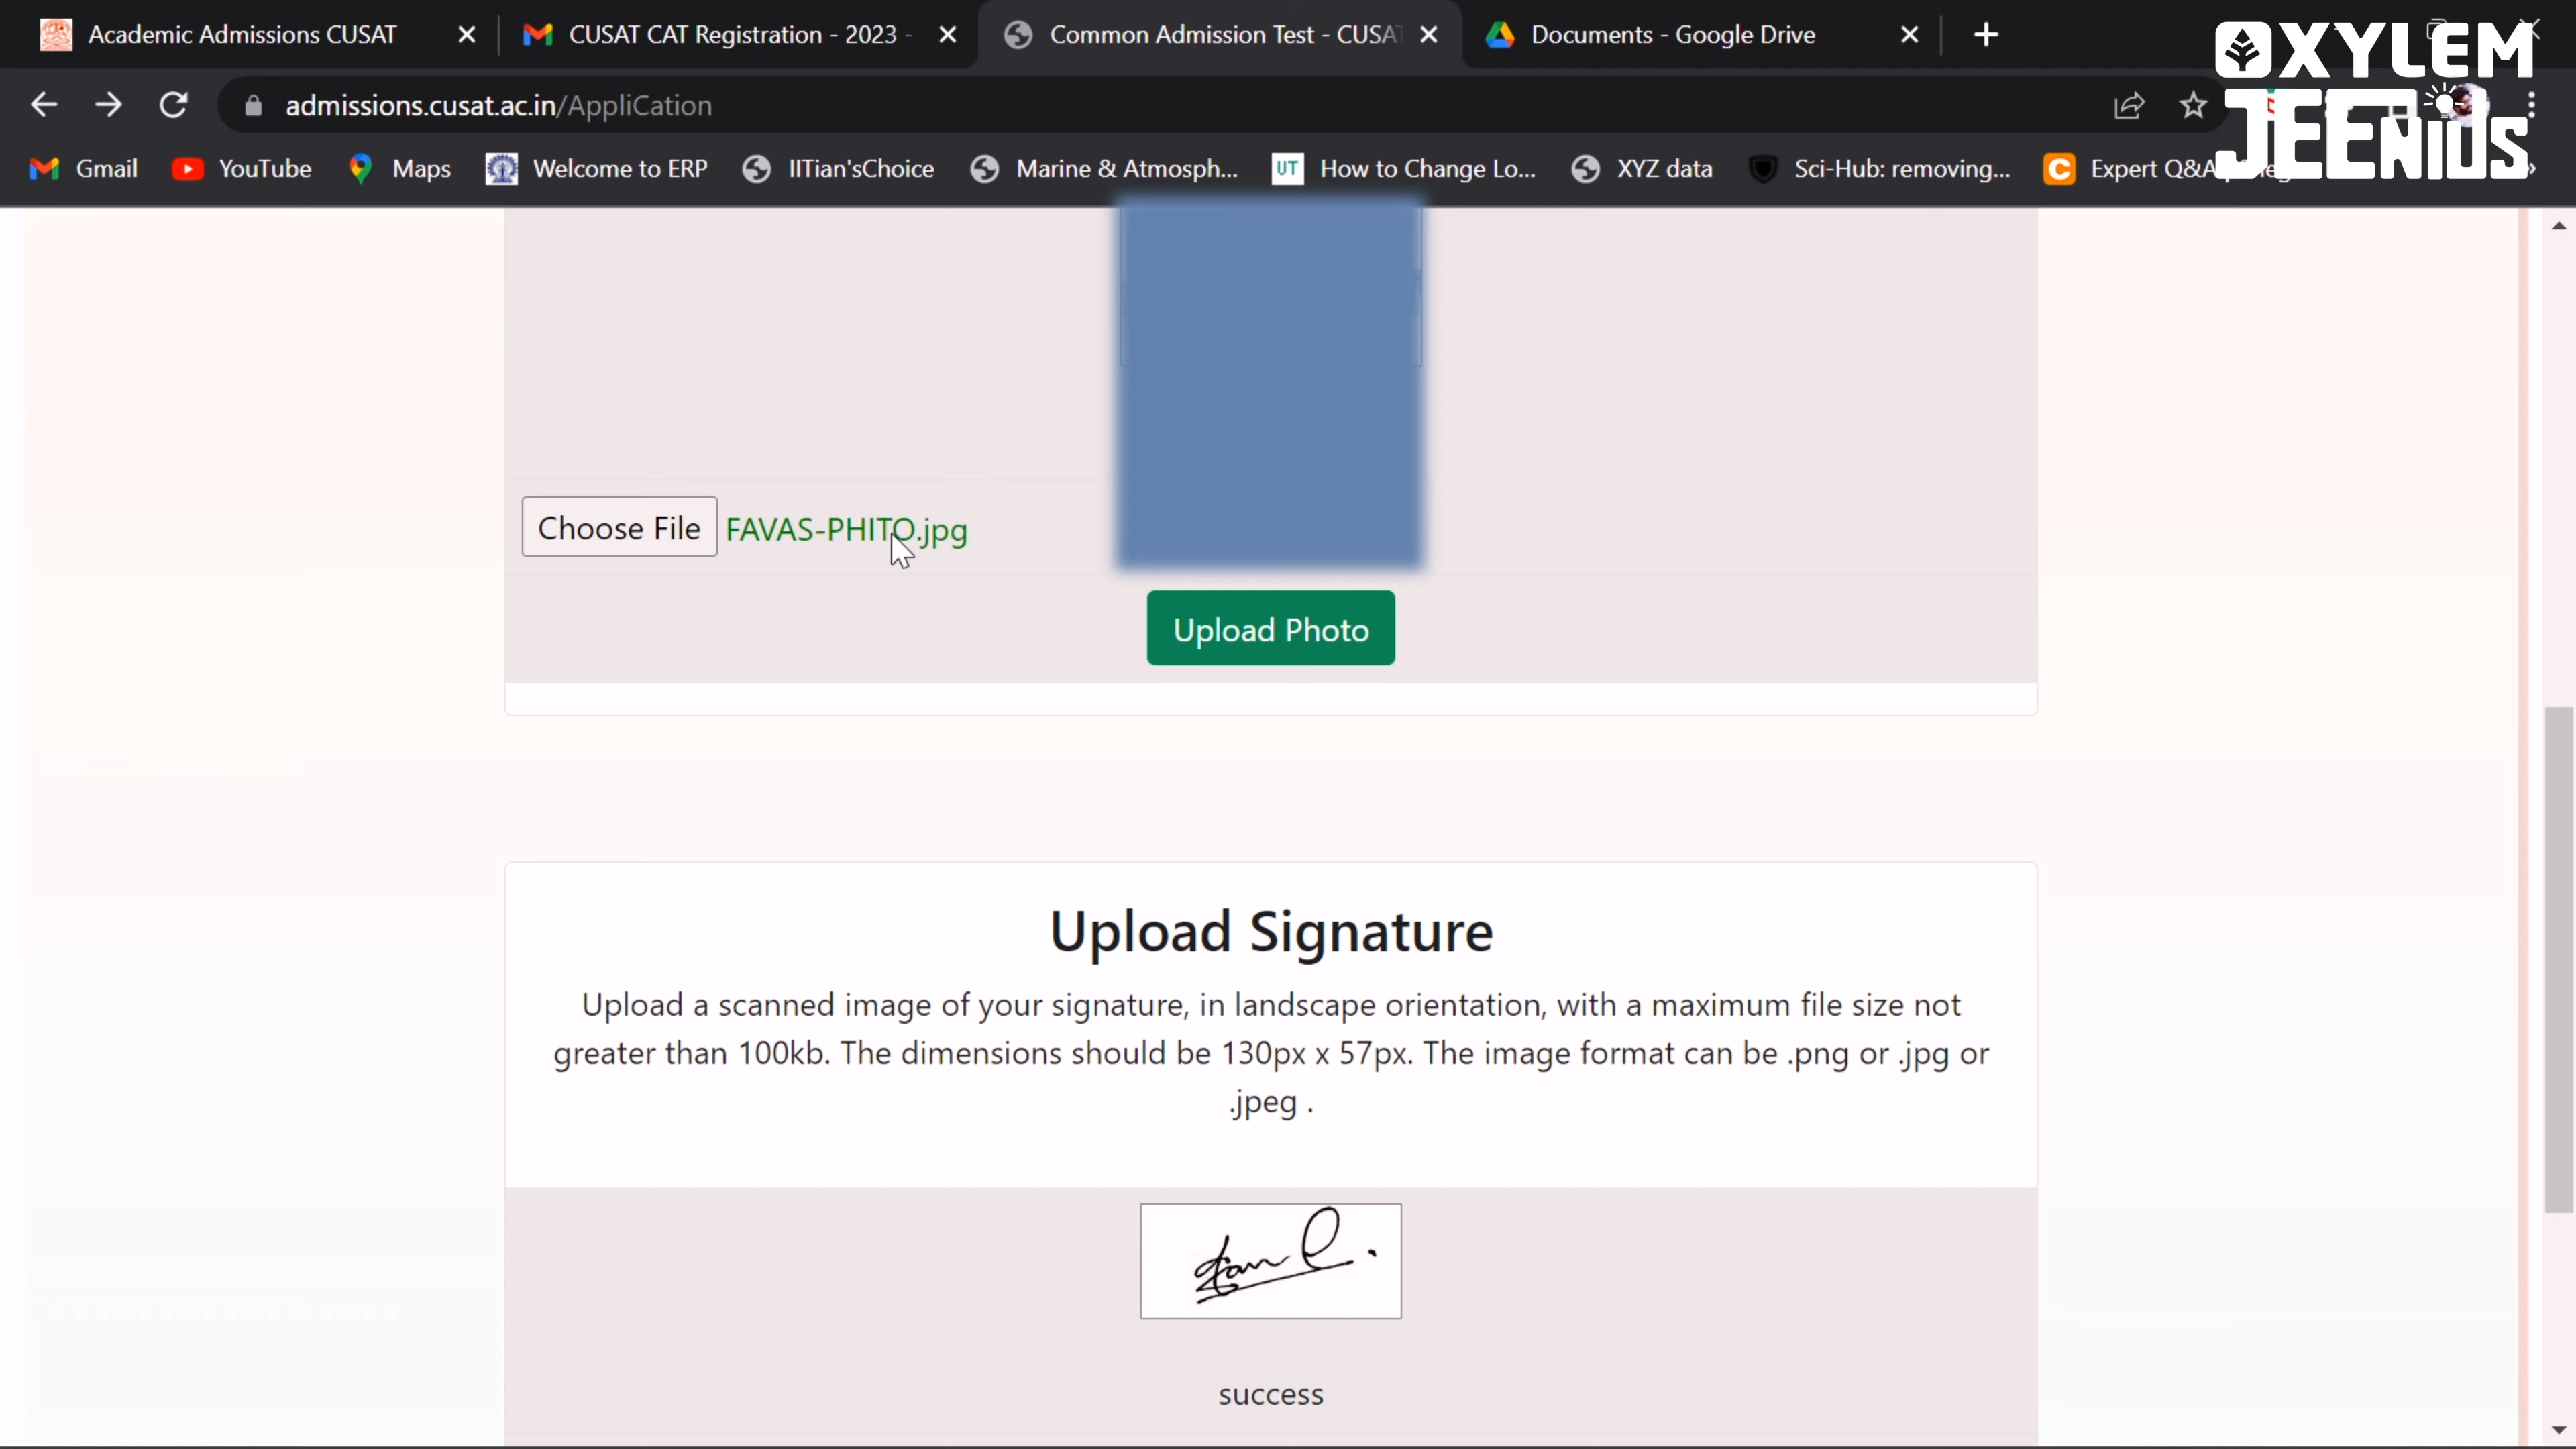 Academic Admissions CUSAT
CUSAT CAT Registration - 2023 -
Common Admission Test - CUSAT
Documents - Google Drive
XYLEM
JEENIUS
admissions.cusat.ac.in/AppliCation
Gmail
YouTube
Maps
Welcome to ERP
IITian'sChoice
Marine & Atmosph...
UT
How to Change Lo...
XYZ data
Sci-Hub: removing...
Expert Q&A
Choose File
FAVAS-PHITO.jpg
Upload Photo
Upload Signature
Upload a scanned image of your signature, in landscape orientation, with a maximum file size not
greater than 100kb. The dimensions should be 130px x 57px. The image format can be .png or .jpg or
.jpeg .
success